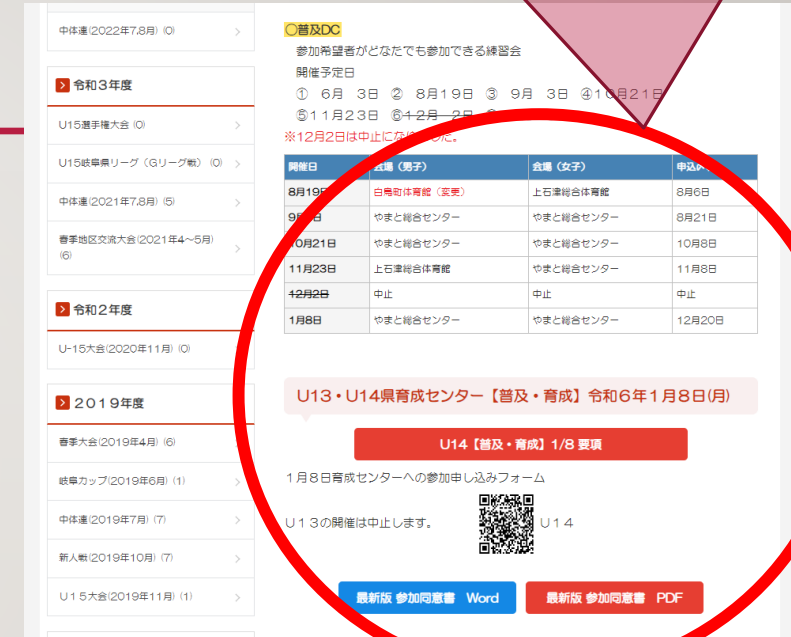 中体連(2022年7.8月) (0)
令和3年度
U15選手権大会 (0)
U15岐阜県リーグ（Gリーグ戦） (0)
中体連(2021年7.8月) (5)
春季地区交流大会(2021年4～5月)
(6)
令和2年度
U-15大会(2020年11月) (0)
2019年度
春季大会(2019年4月) (6)
岐阜カップ(2019年6月) (1)
中体連(2019年7月) (7)
新人戦(2019年10月) (7)
U15大会(2019年11月) (1)
○普及DC
参加希望者がどなたでも参加できる練習会
開催予定日
① 6月 3日 ② 8月19日 ③ 9月 3日 ④10月21日
⑤11月23日 ⑥12月 2日
※12月2日は中止になりました。
開催日 会場（男子） 会場（女子） 申込
8月19日 白鳥町体育館（変更） 上石津総合体育館 8月6日
9月 日 やまと総合センター やまと総合センター 8月21日
10月21日 やまと総合センター やまと総合センター 10月8日
11月23日 上石津総合体育館 やまと総合センター 11月8日
12月2日 中止 中止 中止
1月8日 やまと総合センター やまと総合センター 12月20日
U13・U14県育成センター【普及・育成】令和6年1月8日(月)
U14【普及・育成】1/8 要項
1月8日育成センターへの参加申し込みフォーム
U13の開催は中止します。 U14
最新版 参加同意書 Word 最新版 参加同意書 PDF